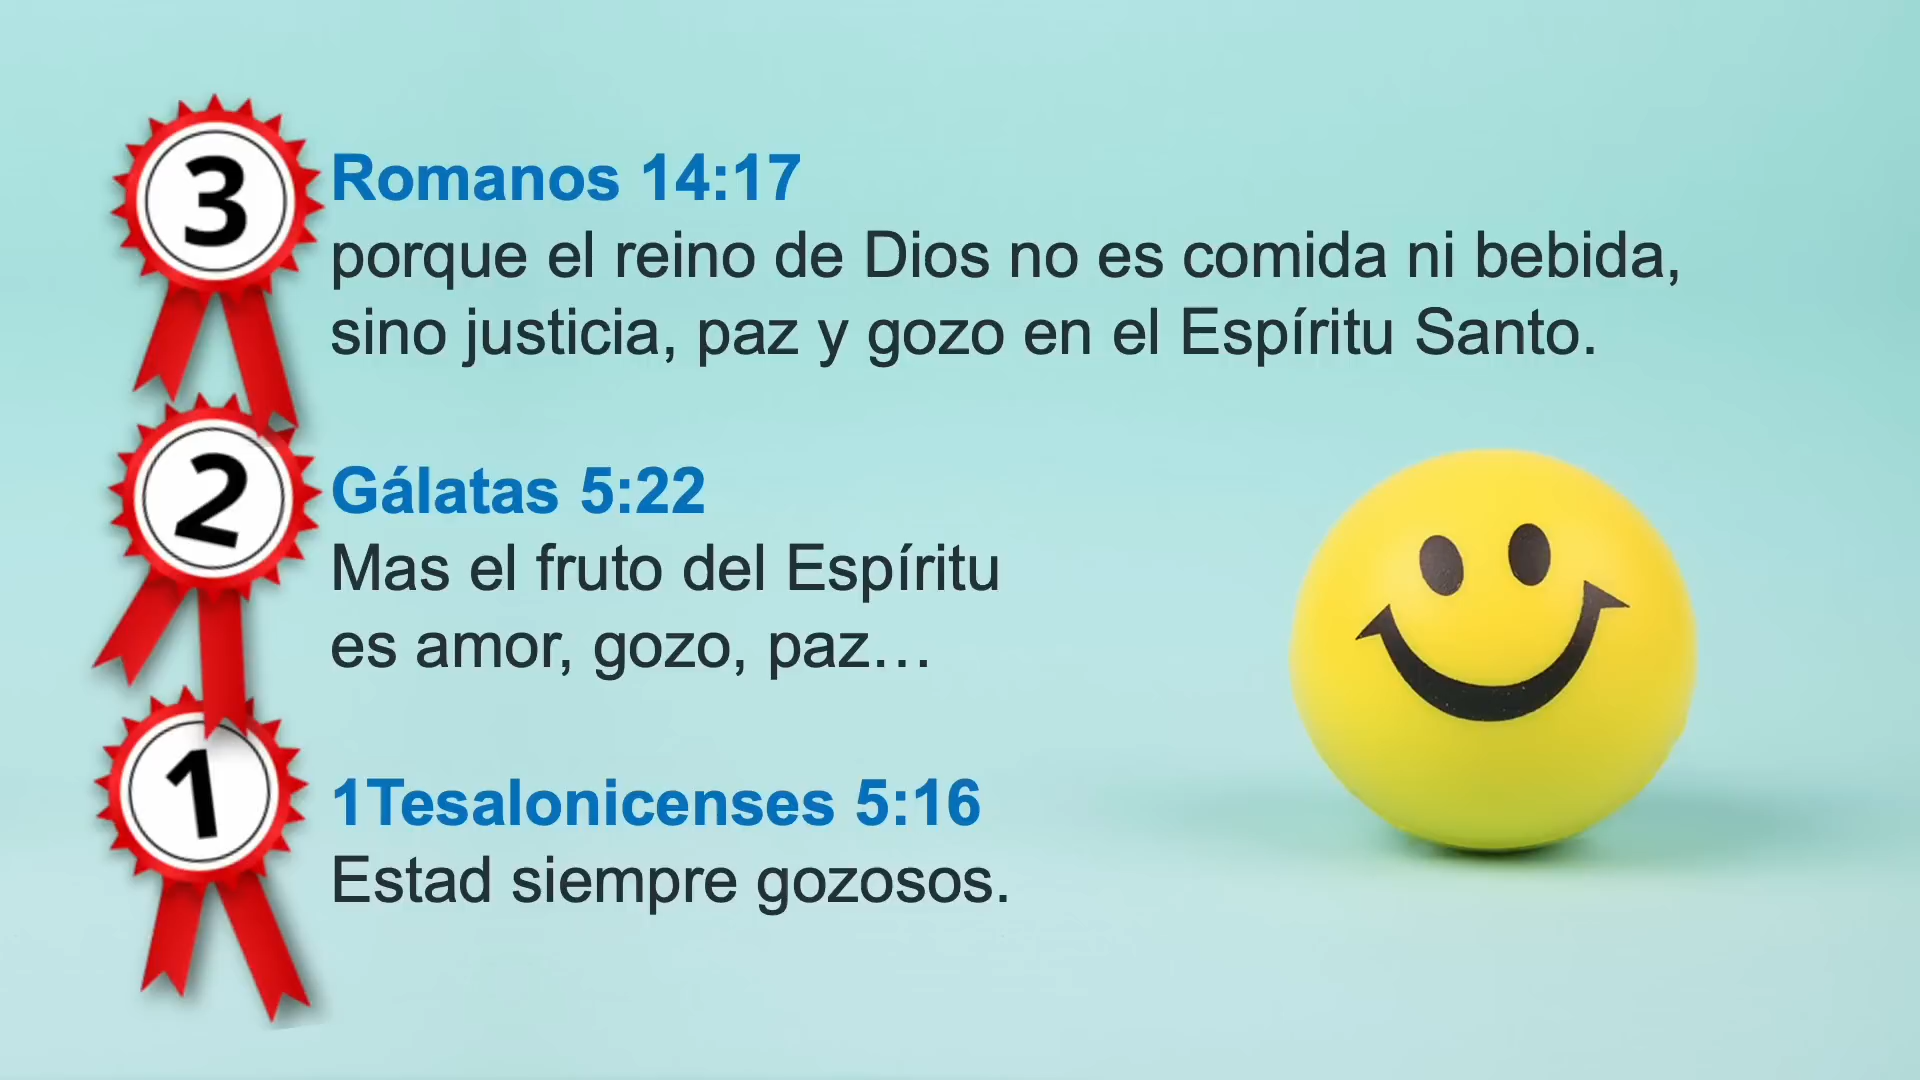 3
Romanos 14:17
porque el reino de Dios no es comida ni bebida,
sino justicia, paz y gozo en el Espíritu Santo.
2
Gálatas 5:22
Mas el fruto del Espíritu
es amor, gozo, paz…
1
1Tesalonicenses 5:16
Estad siempre gozosos.